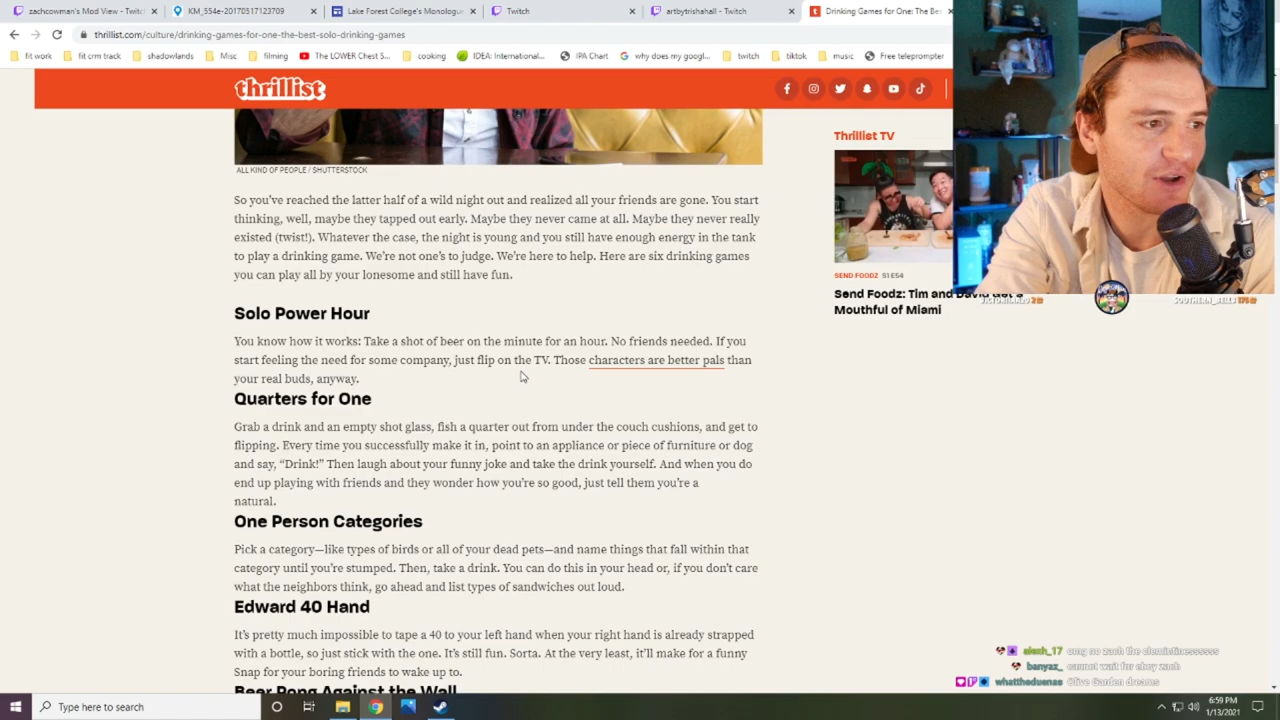 zachcowman's Mod View - Twitc
KM_554e-20170517123709
Lake Forest College's Monologu
Twitch
artbytrishahall - Twitch
Drinking Games for One: The Be
thrillist.com/culture/drinking-games-for-one-the-best-solo-drinking-games
fit work
fit crm track
shadowlands
Misc
filming
The LOWER Chest S...
cooking
IDEA: International...
IPA Chart
why does my googl...
twitch
tiktok
music
Free teleprompter
thrillist
ALL KIND OF PEOPLE / SHUTTERSTOCK
So you've reached the latter half of a wild night out and realized all your friends are gone. You start
thinking, well, maybe they tapped out early. Maybe they never came at all. Maybe they never really
existed (twist!). Whatever the case, the night is young and you still have enough energy in the tank
to play a drinking game. We're not one's to judge. We're here to help. Here are six drinking games
you can play all by your lonesome and still have fun.
Solo Power Hour
You know how it works: Take a shot of beer on the minute for an hour. No friends needed. If you
start feeling the need for some company, just flip on the TV. Those characters are better pals than
your real buds, anyway.
Quarters for One
Grab a drink and an empty shot glass, fish a quarter out from under the couch cushions, and get to
flipping. Every time you successfully make it in, point to an appliance or piece of furniture or dog
and say, “Drink!” Then laugh about your funny joke and take the drink yourself. And when you do
end up playing with friends and they wonder how you're so good, just tell them you're a
natural.
One Person Categories
Pick a category—like types of birds or all of your dead pets—and name things that fall within that
category until you're stumped. Then, take a drink. You can do this in your head or, if you don't care
what the neighbors think, go ahead and list types of sandwiches out loud.
Edward 40 Hand
It's pretty much impossible to tape a 40 to your left hand when your right hand is already strapped
with a bottle, so just stick with the one. It's still fun. Sorta. At the very least, it'll make for a funny
Snap for your boring friends to wake up to.
Beer Pong Against the Wall
Thrillist TV
SEND FOODZ S1 E54
Send Foodz: Tim and David Get a
Mouthful of Miami
alexh_17 omg so zach the clemintinesssssss
banyaz_ cannot wait for eboy zach
whattheduenas Olive Garden dreams
Type here to search
6:59 PM
1/13/2021